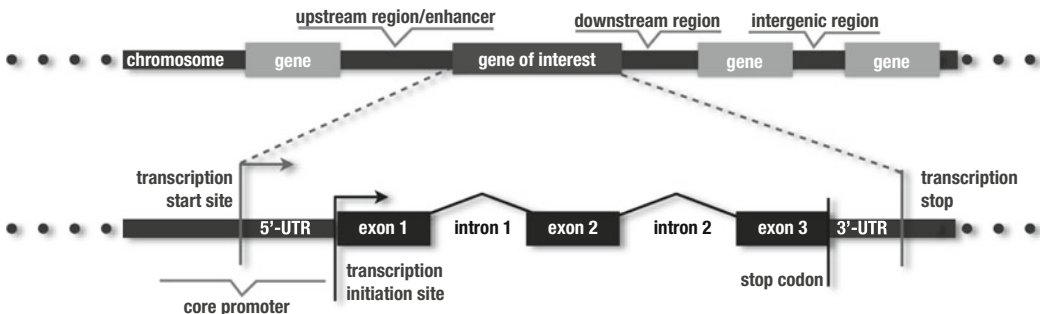 upstream region/enhancer
downstream region
intergenic region
chromosome
gene
gene of interest
gene
gene
transcription
start site
transcription
stop
5'-UTR
exon 1
intron 1
exon 2
intron 2
exon 3
3'-UTR
transcription
initiation site
stop codon
core promoter